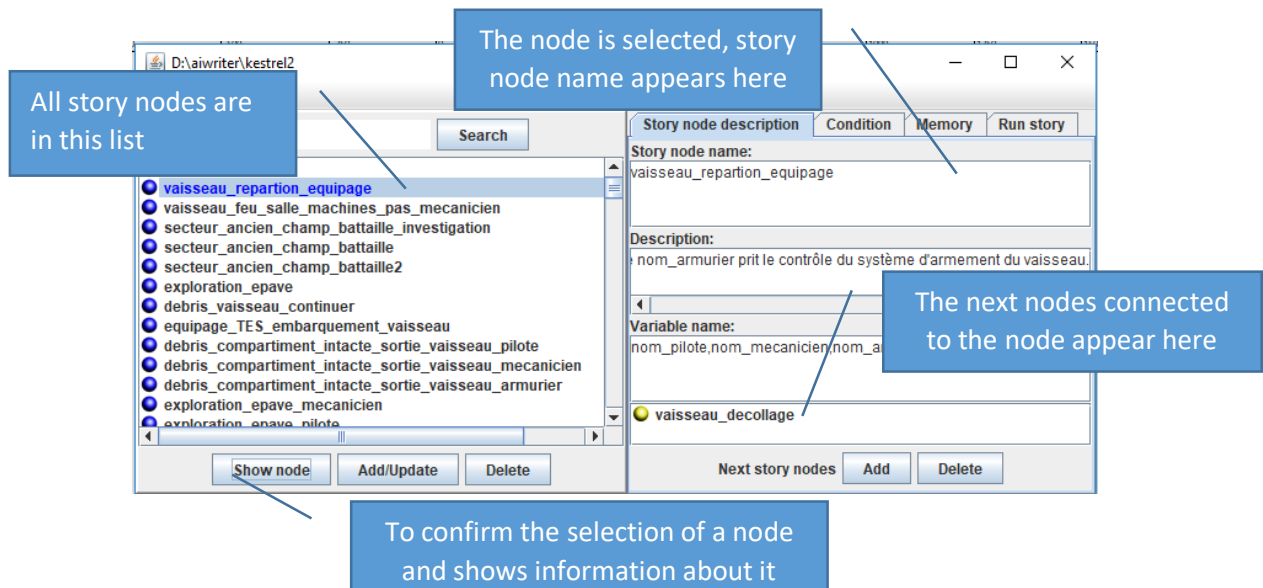 The node is selected, story
node name appears here
D:\aiwriter\kestrel2
All story nodes are
in this list
Search
vaisseau_repartion_equipage
vaisseau_feu_salle_machines_pas_mecanicien
secteur_ancien_champ_battaille_investigation
secteur_ancien_champ_battaille
secteur_ancien_champ_battaille2
exploration_epave
debris_vaisseau_continuer
equipage_TES_embarquement_vaisseau
debris_compartiment_intacte_sortie_vaisseau_pilote
debris_compartiment_intacte_sortie_vaisseau_mecanicien
debris_compartiment_intacte_sortie_vaisseau_armurier
exploration_epave_mecanicien
exploration_epave_pilote
Show node Add/Update Delete
Story node description Condition Memory Run story
Story node name:
vaisseau_repartion_equipage
Description:
nom_armurier prit le contrôle du système d'armement du vaisseau.
The next nodes connected
to the node appear here
Variable name:
nom_pilote,nom_mecanicien,nom_ar
vaisseau_decollage
Next story nodes Add Delete
To confirm the selection of a node
and shows information about it